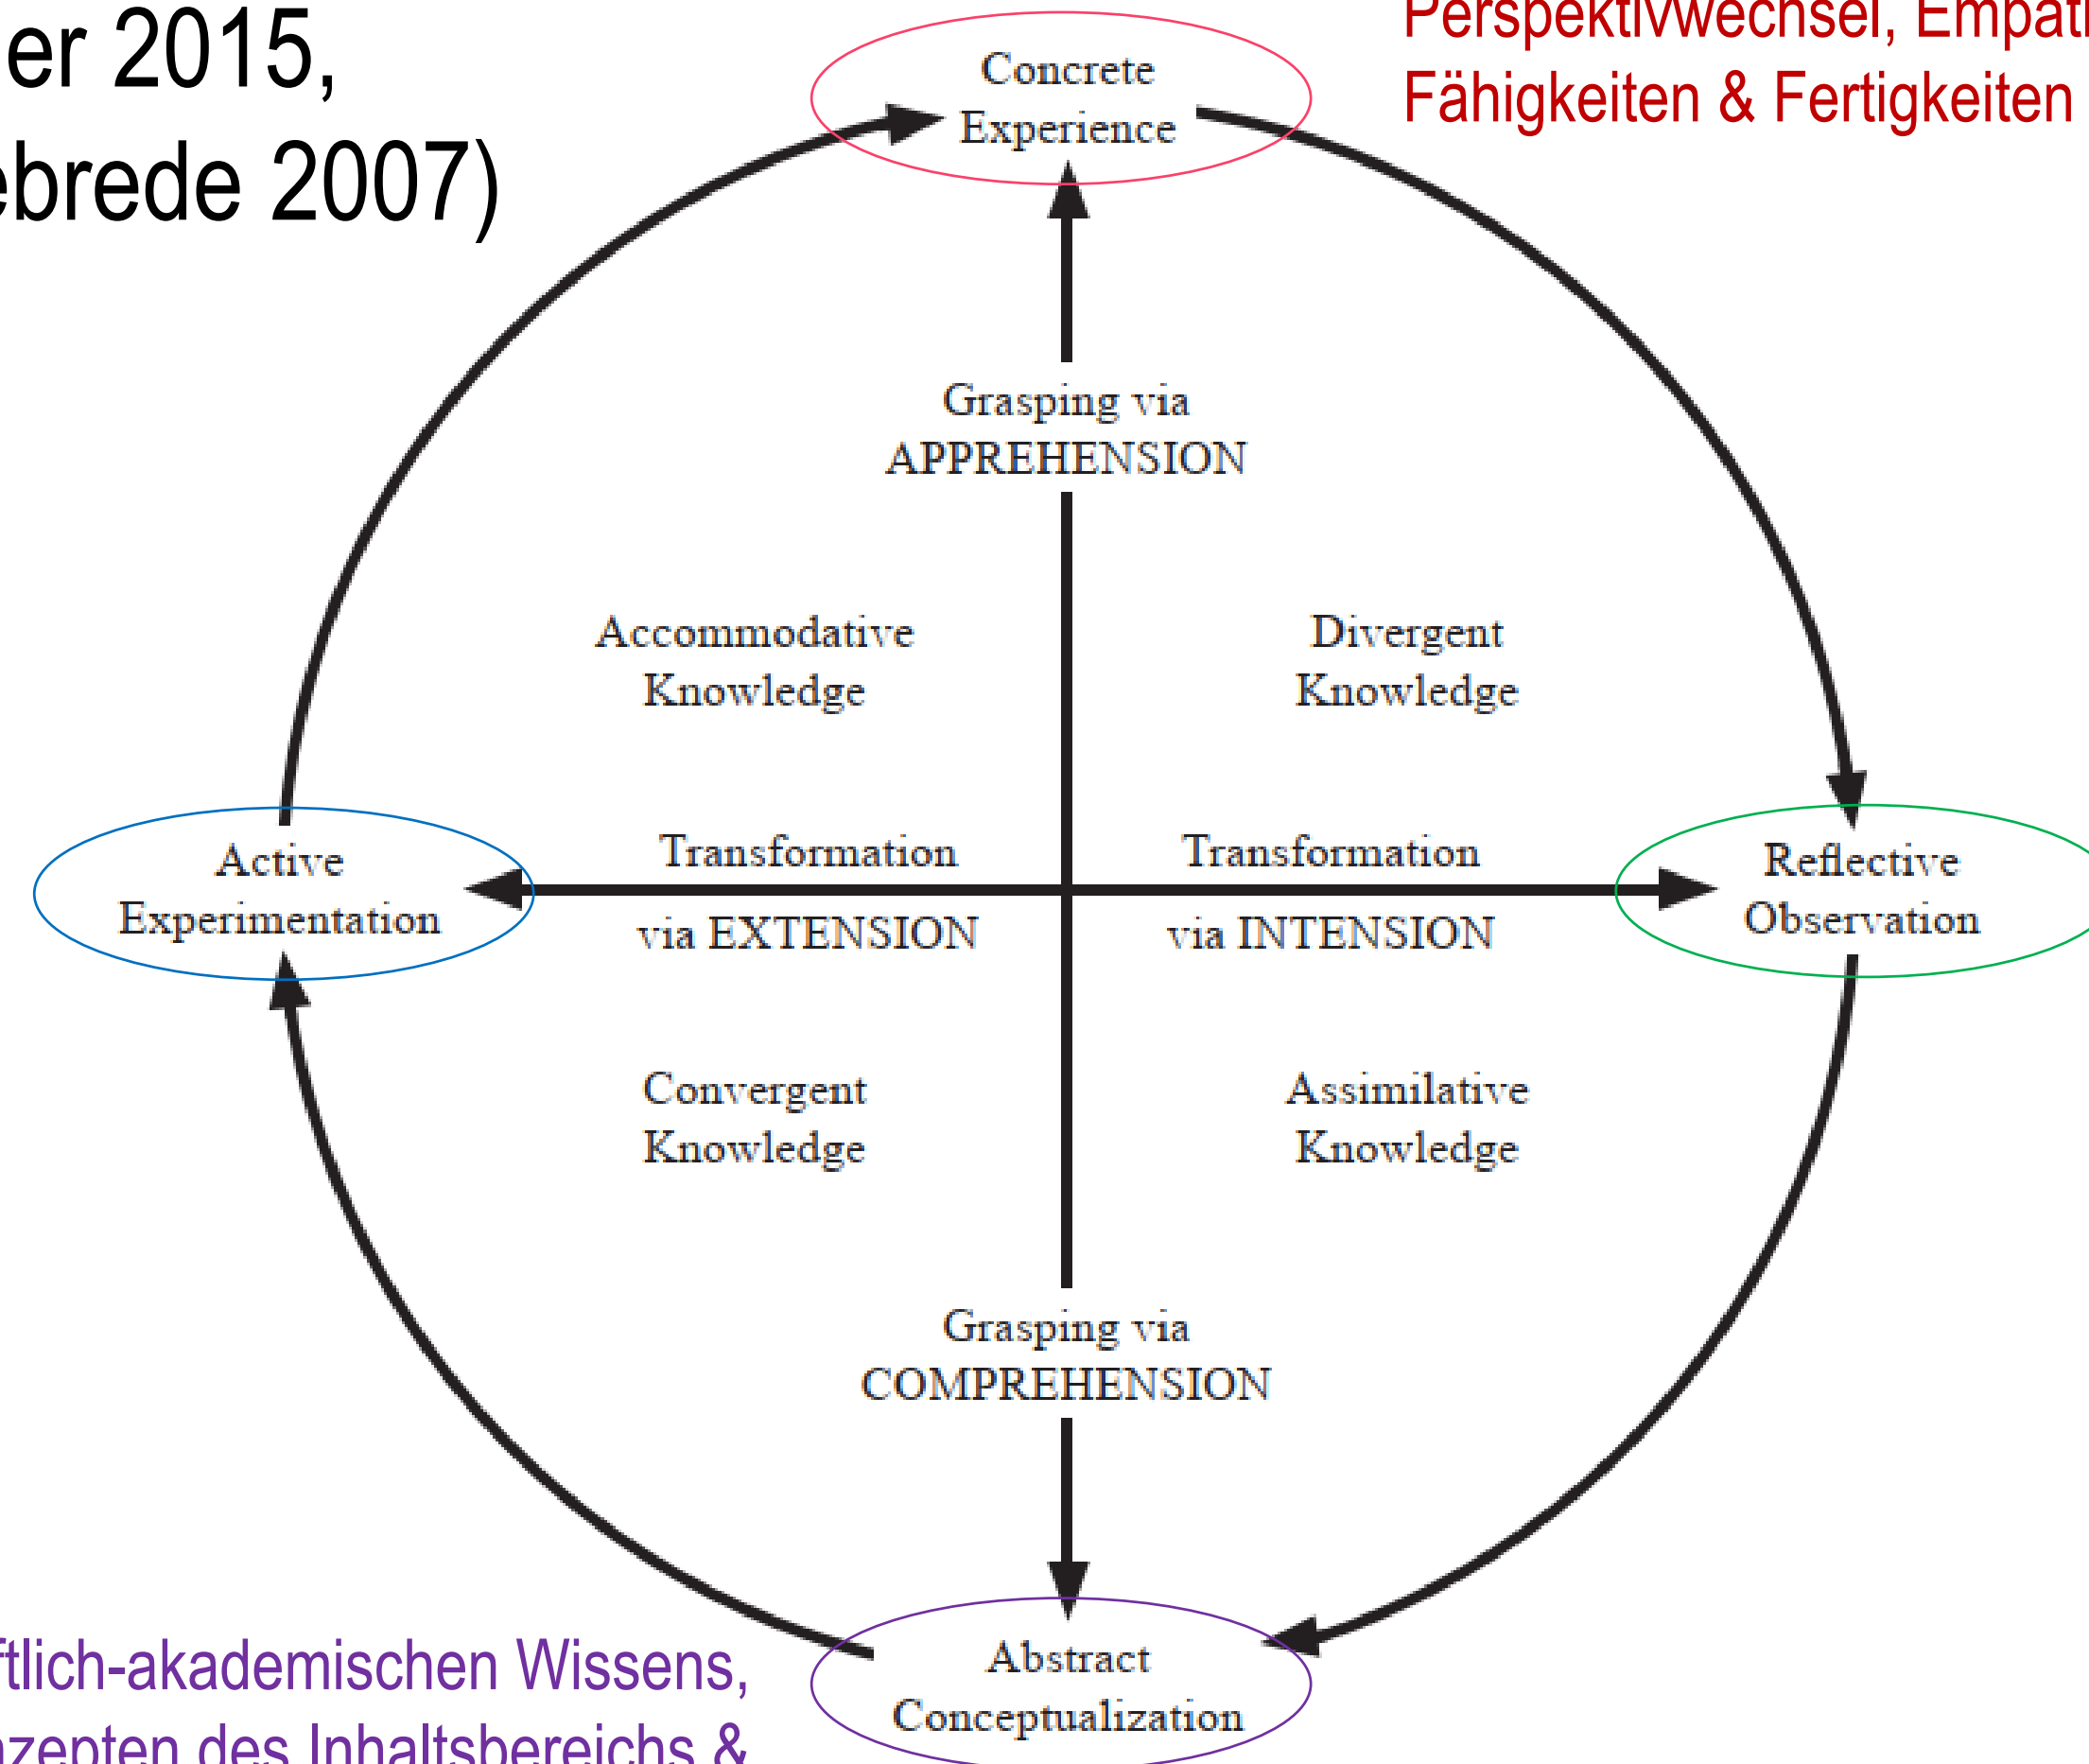 er 2015,
ebrede 2007)
Perspektivwechsel, Empath
Fähigkeiten & Fertigkeiten
Concrete
Experience
Grasping via
APPREHENSION
Accommodative
Knowledge
Divergent
Knowledge
Active
Experimentation
Transformation
via EXTENSION
Transformation
via INTENSION
Reflective
Observation
Convergent
Knowledge
Assimilative
Knowledge
Grasping via
COMPREHENSION
Abstract
Conceptualization
ftlich-akademischen Wissens,
nzepten des Inhaltsbereichs &